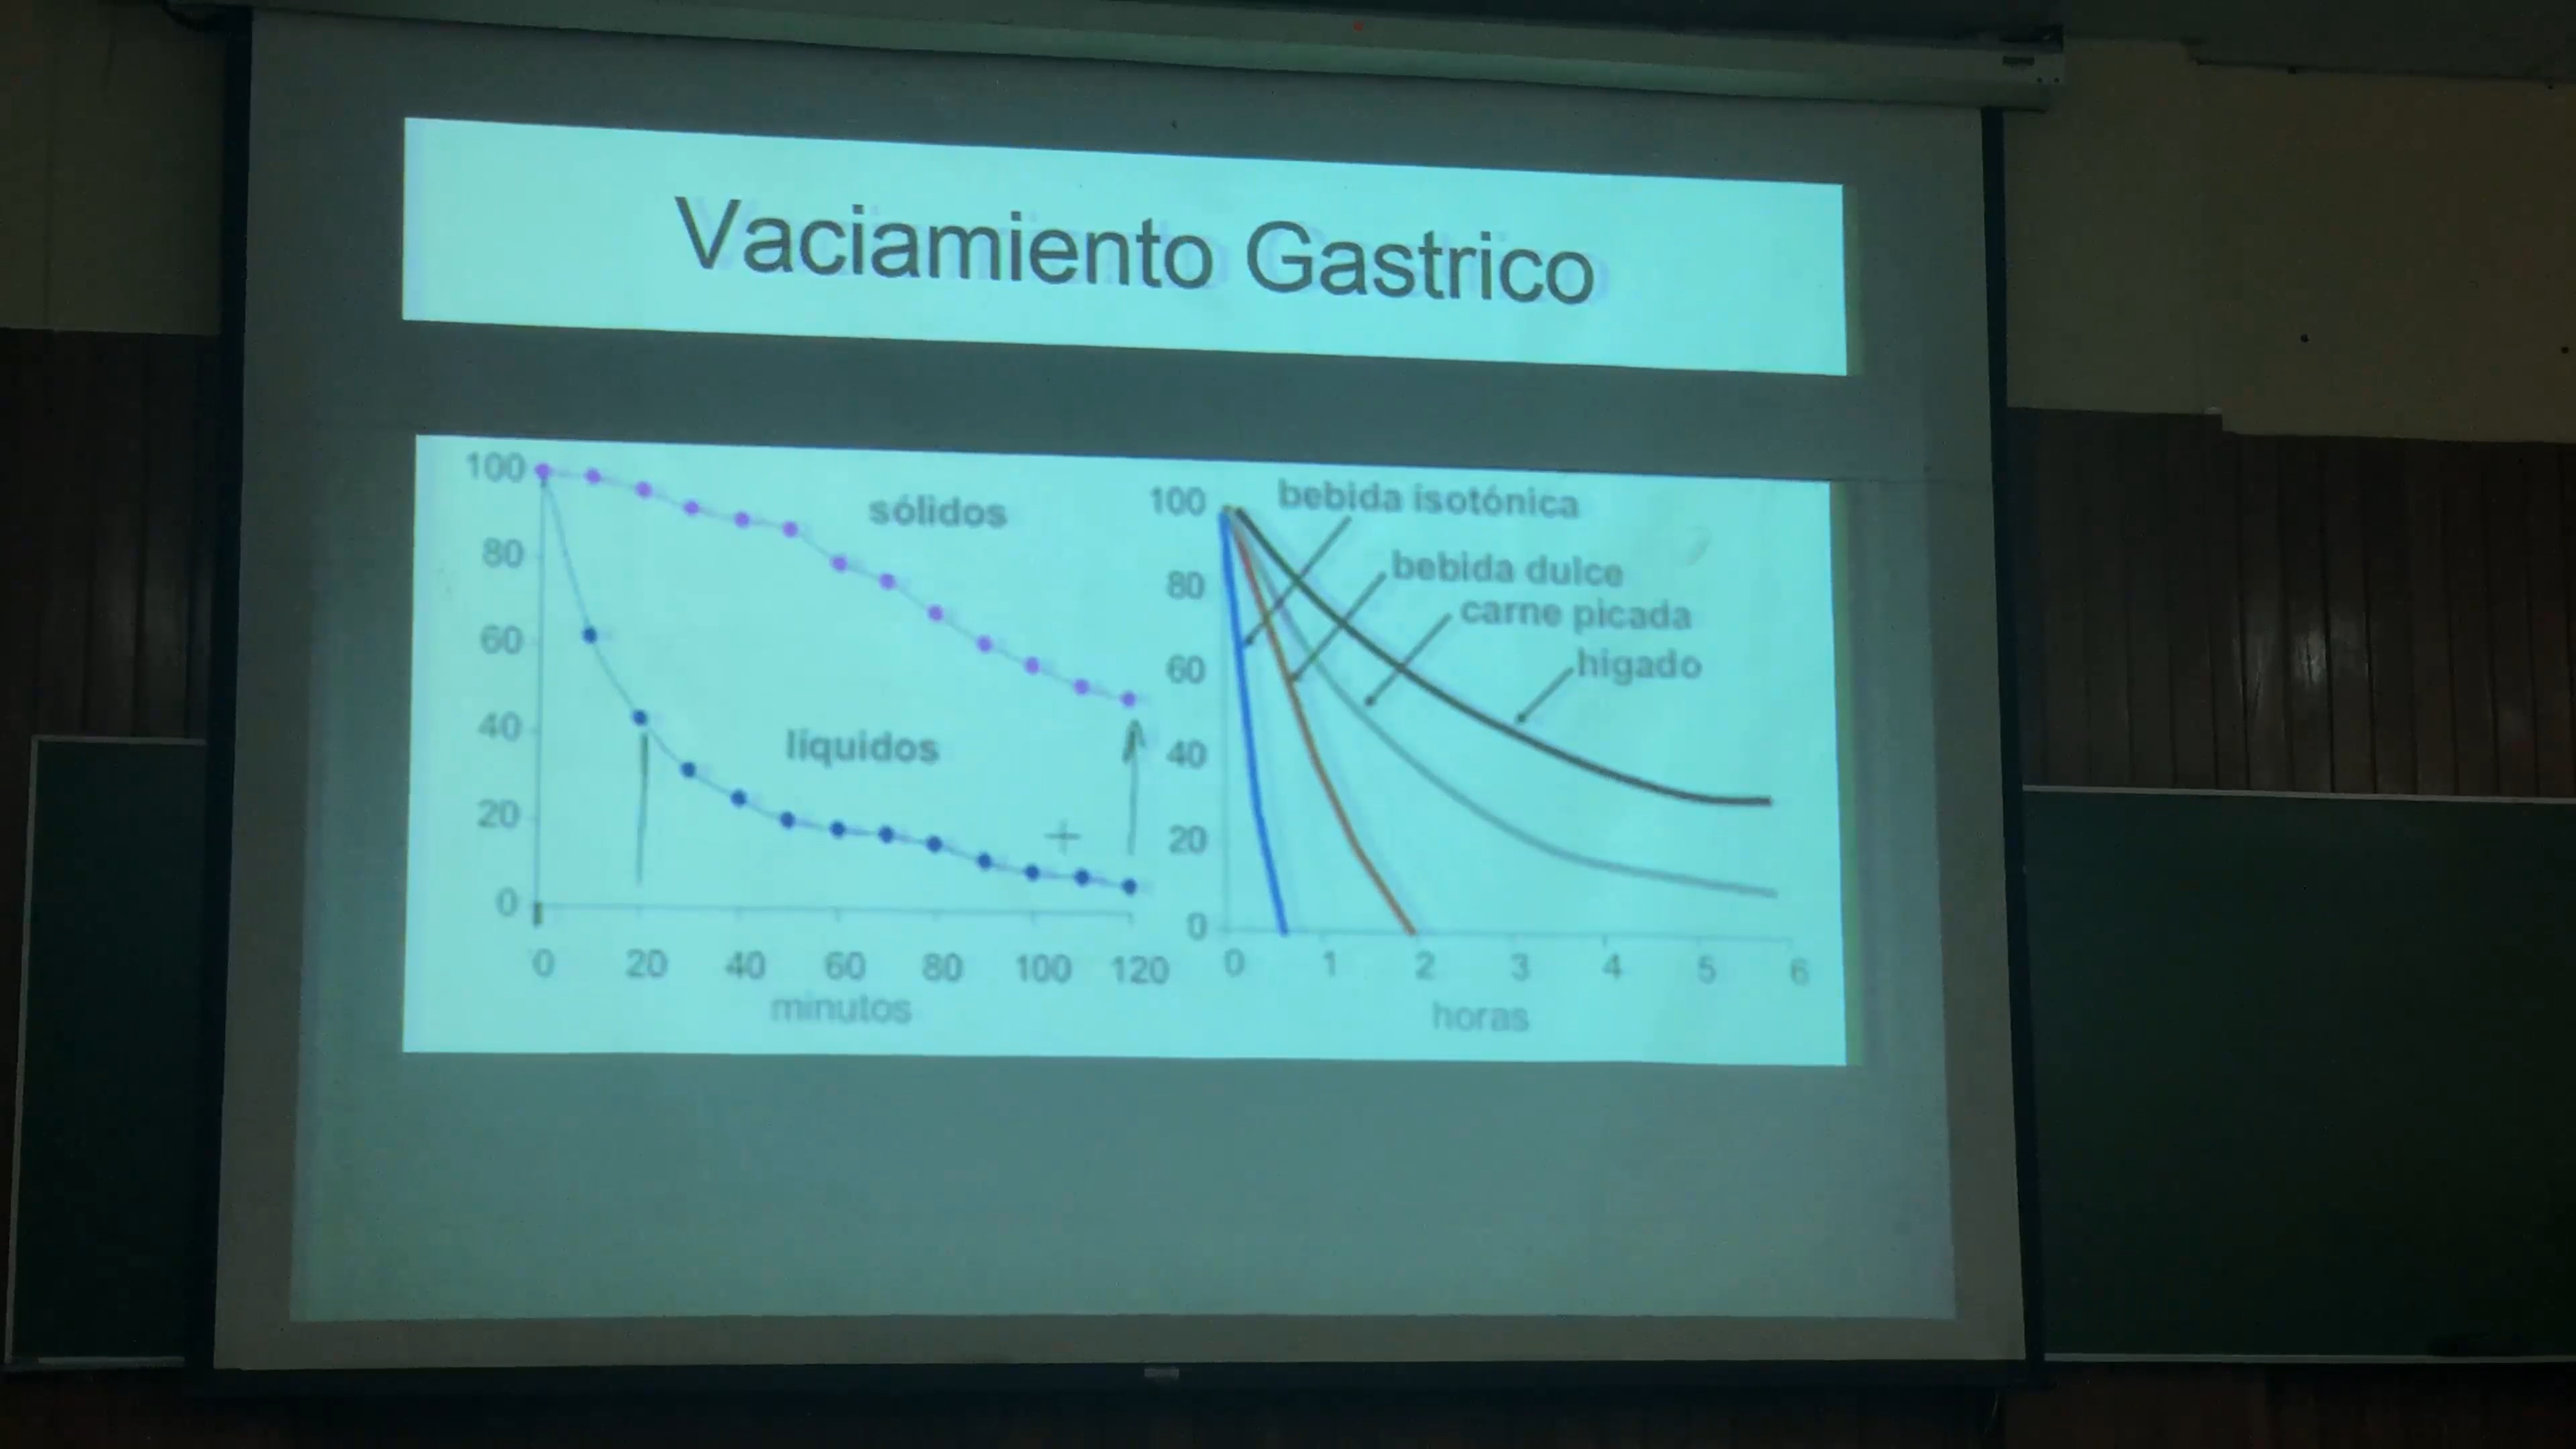 Vaciamiento Gastrico
100
80
60
40
20
0
sólidos
líquidos
0 20 40 60 80 100 120
minutos
100
80
60
40
20
0
bebida isotónica
bebida dulce
carne picada
higado
0 1 2 3 4 5 6
horas